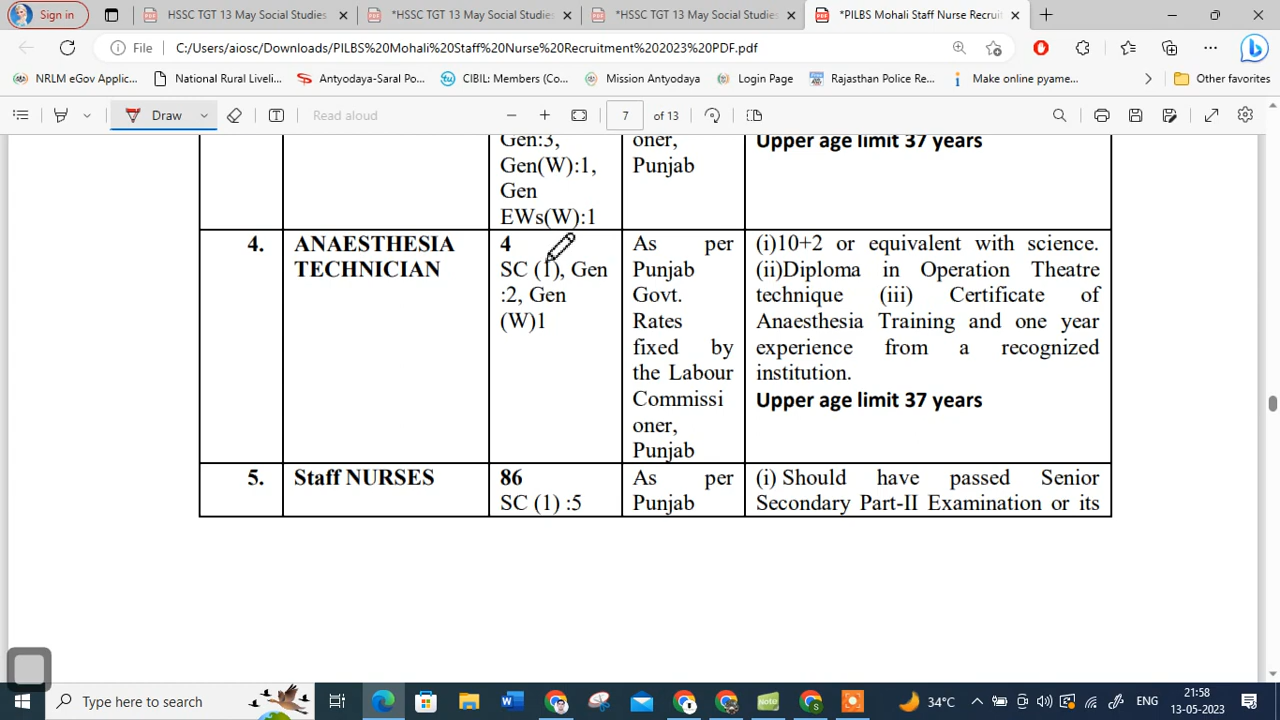 HSSC TGT 13 May Social Studies
*HSSC TGT 13 May Social Studies
*HSSC TGT 13 May Social Studies
*PILBS Mohali Staff Nurse Recrui
Sign in
File
C:/Users/aiosc/Downloads/PILBS%20Mohali%20Staff%20Nurse%20Recruitment%202023%20PDF.pdf
NRLM eGov Applic...
National Rural Liveli...
Antyodaya-Saral Po...
CIBIL: Members (Co...
Mission Antyodaya
Login Page
Rajasthan Police Re...
Make online pyame...
Other favorites
Draw
Read aloud
7 of 13
Gen:3,
Gen(W):1,
Gen
EWs(W):1
oner,
Punjab
Upper age limit 37 years
4.
ANAESTHESIA
TECHNICIAN
4
SC (1), Gen
:2, Gen
(W)1
As per
Punjab
Govt.
Rates
fixed by
the Labour
Commissi
oner,
Punjab
(i)10+2 or equivalent with science.
(ii)Diploma in Operation Theatre
technique (iii) Certificate of
Anaesthesia Training and one year
experience from a recognized
institution.
Upper age limit 37 years
5.
Staff NURSES
86
SC (1) :5
As per
Punjab
(i) Should have passed Senior
Secondary Part-II Examination or its
Type here to search
34°C
ENG
21:58
13-05-2023